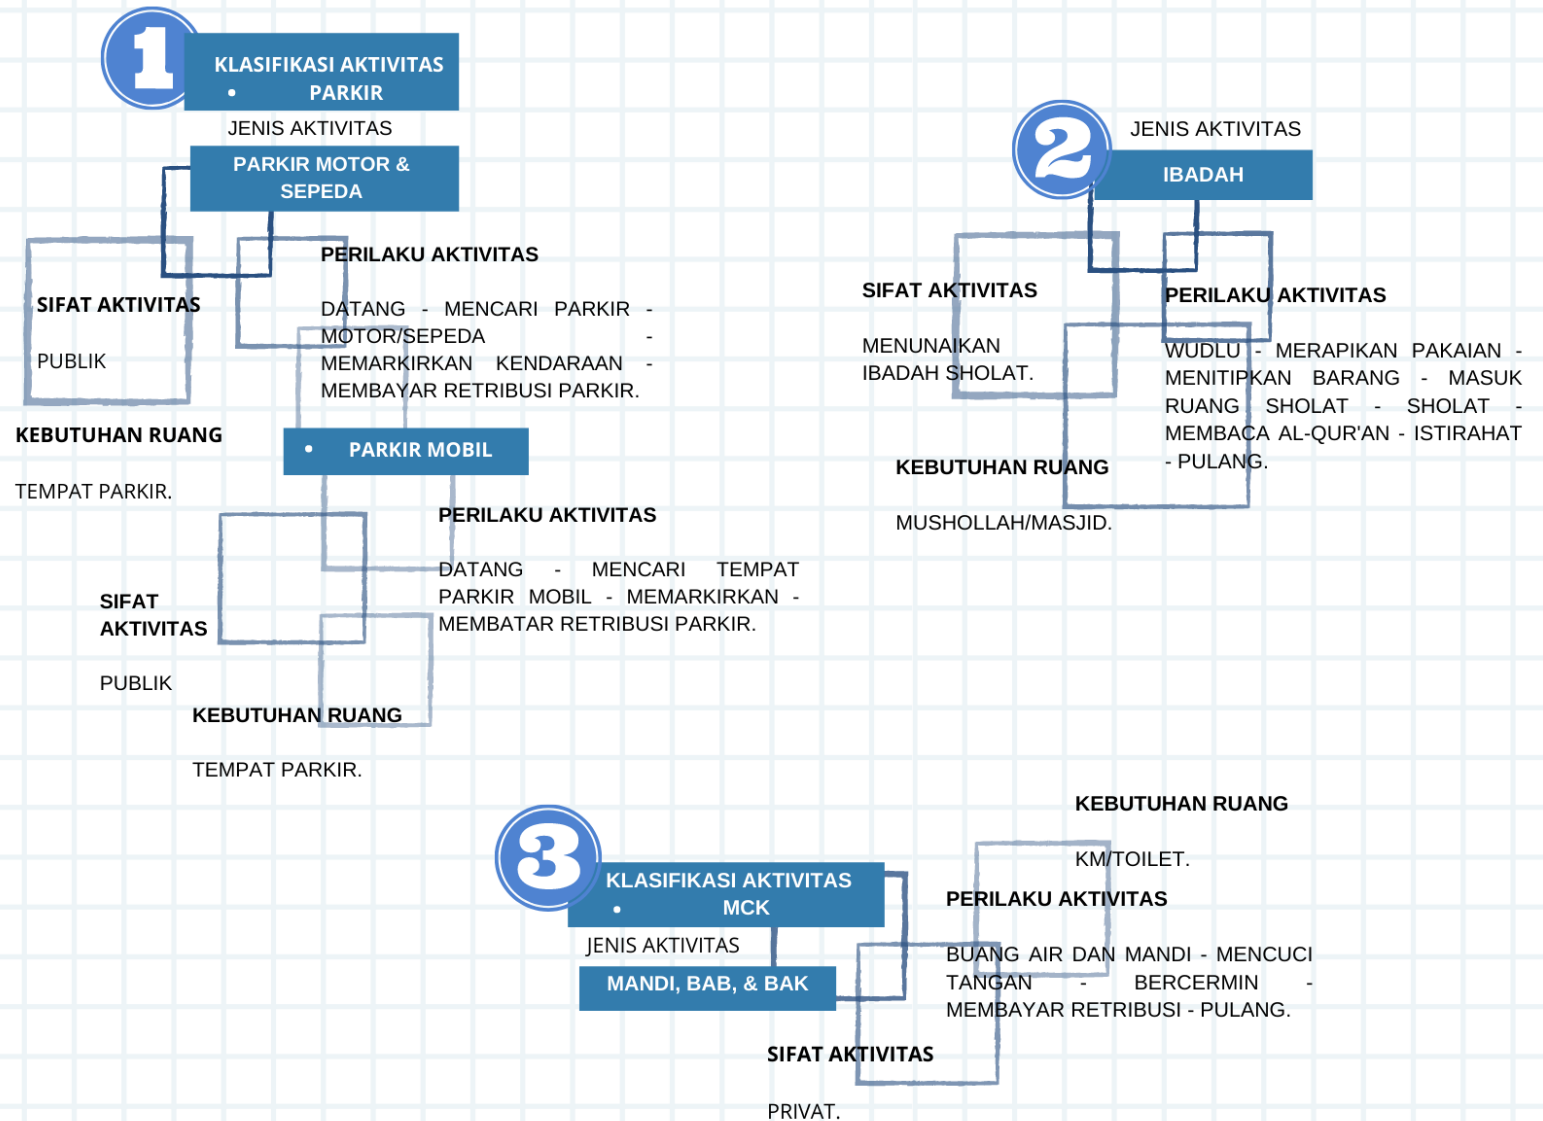 1
KLASIFIKASI AKTIVITAS
• PARKIR
JENIS AKTIVITAS
PARKIR MOTOR &
SEPEDA
SIFAT AKTIVITAS
PUBLIK
PERILAKU AKTIVITAS
DATANG - MENCARI PARKIR -
MOTOR/SEPEDA -
MEMARKIRKAN KENDARAAN -
MEMBAYAR RETRIBUSI PARKIR.
KEBUTUHAN RUANG
TEMPAT PARKIR.
• PARKIR MOBIL
PERILAKU AKTIVITAS
DATANG - MENCARI TEMPAT
PARKIR MOBIL - MEMARKIRKAN -
MEMBATAR RETRIBUSI PARKIR.
SIFAT
AKTIVITAS
PUBLIK
KEBUTUHAN RUANG
TEMPAT PARKIR.
2
JENIS AKTIVITAS
IBADAH
SIFAT AKTIVITAS
MENUNAIKAN
IBADAH SHOLAT.
PERILAKU AKTIVITAS
WUDLU - MERAPIKAN PAKAIAN -
MENITIPKAN BARANG - MASUK
RUANG SHOLAT - SHOLAT -
MEMBACA AL-QUR'AN - ISTIRAHAT
- PULANG.
KEBUTUHAN RUANG
MUSHOLLAH/MASJID.
3
KLASIFIKASI AKTIVITAS
• MCK
JENIS AKTIVITAS
MANDI, BAB, & BAK
KEBUTUHAN RUANG
KM/TOILET.
PERILAKU AKTIVITAS
BUANG AIR DAN MANDI - MENCUCI
TANGAN - BERCERMIN -
MEMBAYAR RETRIBUSI - PULANG.
SIFAT AKTIVITAS
PRIVAT.